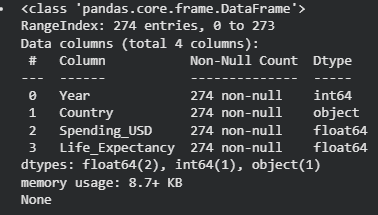 <class 'pandas.core.frame.DataFrame'>
RangeIndex: 274 entries, 0 to 273
Data columns (total 4 columns):
 #   Column           Non-Null Count  Dtype
---  ------           --------------  -----
 0   Year             274 non-null    int64
 1   Country          274 non-null    object
 2   Spending_USD     274 non-null    float64
 3   Life_Expectancy  274 non-null    float64
dtypes: float64(2), int64(1), object(1)
memory usage: 8.7+ KB
None